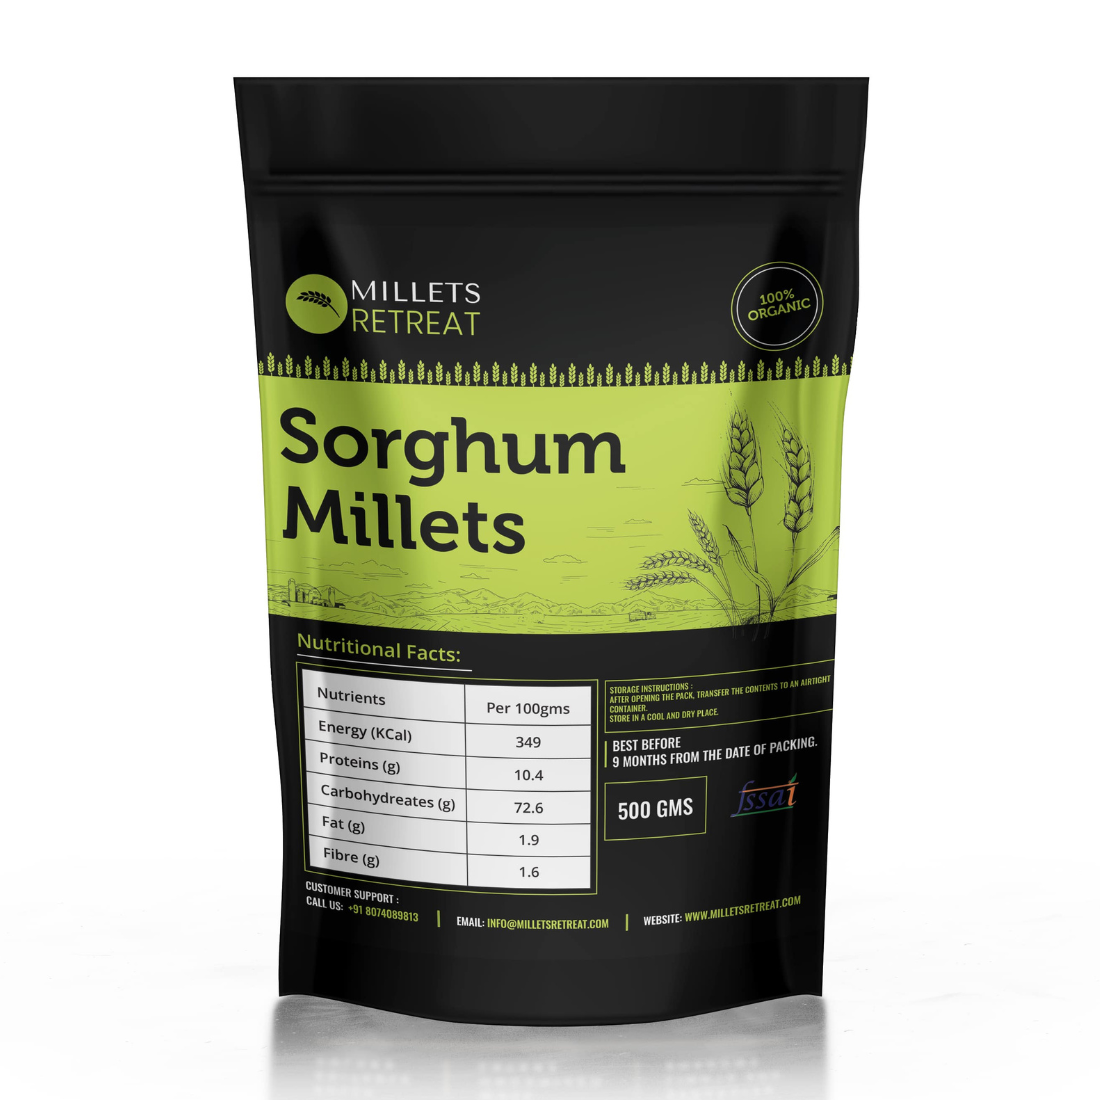 MILLETS
RETREAT
100%
ORGANIC
Sorghum
Millets
Nutritional Facts:
Nutrients Per 100gms
Energy (KCal) 349
Proteins (g) 10.4
Carbohydreates (g) 72.6
Fat (g) 1.9
Fibre (g) 1.6
STORAGE INSTRUCTIONS :
AFTER OPENING THE PACK, TRANSFER THE CONTENTS TO AN AIRTIGHT
CONTAINER.
STORE IN A COOL AND DRY PLACE.
BEST BEFORE
9 MONTHS FROM THE DATE OF PACKING.
500 GMS
fssai
CUSTOMER SUPPORT :
CALL US: +91 8074089813 | EMAIL: INFO@MILLETSRETREAT.COM | WEBSITE: WWW.MILLETSRETREAT.COM